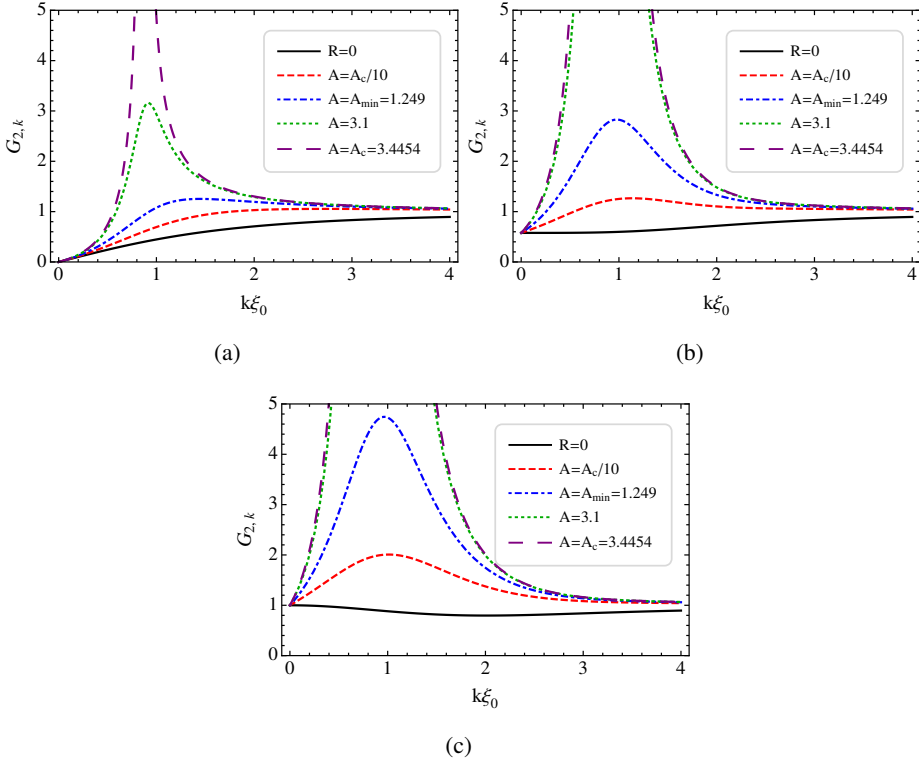 5
4
3
2
1
0
G2,k
0 1 2 3 4
kξ0
R=0
A=Ac/10
A=Amin=1.249
A=3.1
A=Ac=3.4454
(a)
5
4
3
2
1
0
G2,k
0 1 2 3 4
kξ0
R=0
A=Ac/10
A=Amin=1.249
A=3.1
A=Ac=3.4454
(b)
5
4
3
2
1
0
G2,k
0 1 2 3 4
kξ0
R=0
A=Ac/10
A=Amin=1.249
A=3.1
A=Ac=3.4454
(c)